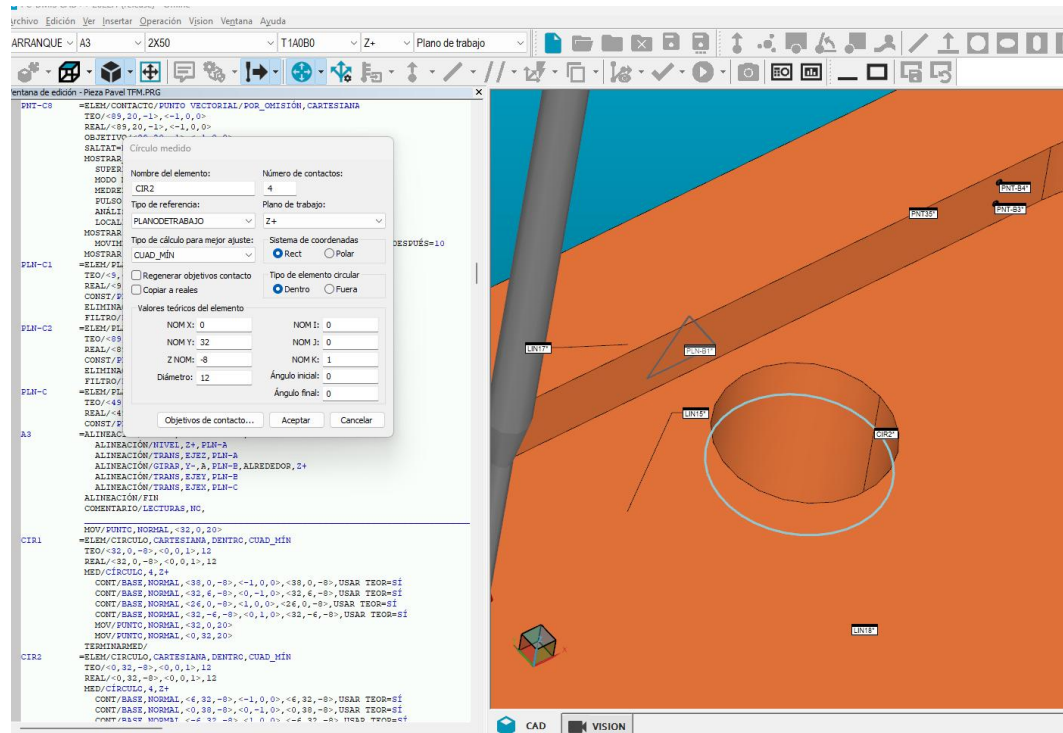 Archivo Edición Ver Insertar Operación Vision Ventana Ayuda
ARRANQUE A3 2X50 T1A0B0 Z+ Plano de trabajo
Ventana de edición - Pieza Pavel TFM.PRG
PNT-C8 =ELEM/CONTACTO/PUNTO VECTORIAL/POR_OMISIÓN,CARTESIANA
TEO/<89,20,-1>,<-1,0,0>
REAL/<89,20,-1>,<-1,0,0>
SALTAT=
MOSTRAR
SUPER
MODO
MEDRE
PULSO
ANÁLI
LOCAL
MOSTRAR
MOVIM DESPUÉS=10
MOSTRAR
PLN-C1 =ELEM/PL
TEO/<9,
REAL/<9
CONST/P
ELIMINA
FILTRO/
PLN-C2 =ELEM/PL
TEO/<89
REAL/<8
CONST/P
ELIMINA
FILTRO/
PLN-C =ELEM/PL
TEO/<49
REAL/<4
CONST/P
A3 =ALINEAC
ALINEACIÓN/NIVEL,Z+,PLN-A
ALINEACIÓN/TRANS,EJEZ,PLN-A
ALINEACIÓN/GIRAR,Y-,A,PLN-B,ALREDEDOR,Z+
ALINEACIÓN/TRANS,EJEY,PLN-B
ALINEACIÓN/TRANS,EJEX,PLN-C
ALINEACIÓN/FIN
COMENTARIO/LECTURAS,NO,
MOV/PUNTO,NORMAL,<32,0,20>
CIR1 =ELEM/CIRCULO,CARTESIANA,DENTRO,CUAD_MÍN
TEO/<32,0,-8>,<0,0,1>,12
REAL/<32,0,-8>,<0,0,1>,12
MED/CÍRCULO,4,Z+
CONT/BASE,NORMAL,<38,0,-8>,<-1,0,0>,<38,0,-8>,USAR TEOR=SÍ
CONT/BASE,NORMAL,<32,6,-8>,<0,-1,0>,<32,6,-8>,USAR TEOR=SÍ
CONT/BASE,NORMAL,<26,0,-8>,<1,0,0>,<26,0,-8>,USAR TEOR=SÍ
CONT/BASE,NORMAL,<32,-6,-8>,<0,1,0>,<32,-6,-8>,USAR TEOR=SÍ
MOV/PUNTO,NORMAL,<32,0,20>
MOV/PUNTO,NORMAL,<0,32,20>
TERMINARMED/
CIR2 =ELEM/CIRCULO,CARTESIANA,DENTRO,CUAD_MÍN
TEO/<0,32,-8>,<0,0,1>,12
REAL/<0,32,-8>,<0,0,1>,12
MED/CÍRCULO,4,Z+
CONT/BASE,NORMAL,<6,32,-8>,<-1,0,0>,<6,32,-8>,USAR TEOR=SÍ
CONT/BASE,NORMAL,<0,38,-8>,<0,-1,0>,<0,38,-8>,USAR TEOR=SÍ
CONT/BASE,NORMAL,<-6,32,-8>,<1,0,0>,<-6,32,-8>,USAR TEOR=SÍ
Círculo medido
Nombre del elemento: Número de contactos:
CIR2 4
Tipo de referencia: Plano de trabajo:
PLANODETRABAJO Z+
Tipo de cálculo para mejor ajuste: Sistema de coordenadas
CUAD_MÍN Rect Polar
Regenerar objetivos contacto Tipo de elemento circular
Copiar a reales Dentro Fuera
Valores teóricos del elemento
NOM X: 0 NOM I: 0
NOM Y: 32 NOM J: 0
Z NOM: -8 NOM K: 1
Diámetro: 12 Ángulo inicial: 0
Ángulo final: 0
Objetivos de contacto... Aceptar Cancelar
PNT-B4*
PNT35* PNT-B3*
LIN17* PLN-B1*
LIN15*
CIR2*
LIN18*
X
CAD VISION